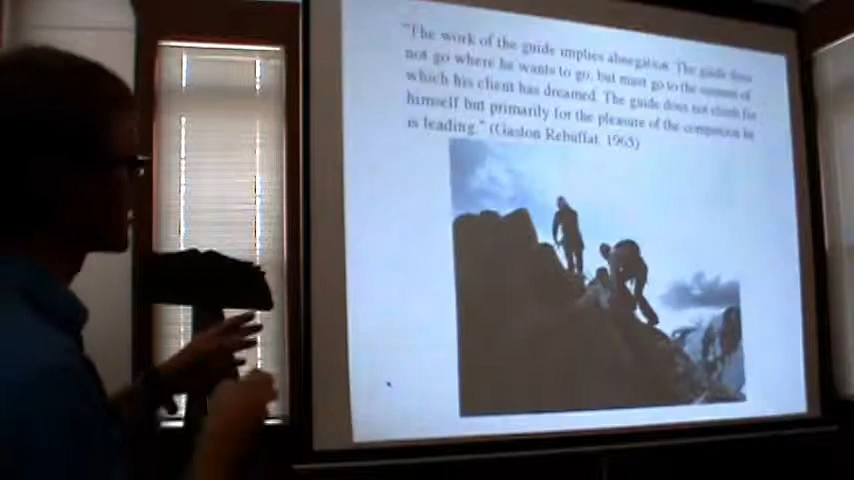 "The work of the guide implies abnegation. The guide does
not go where he wants to go, but must go to the summit of
which his client has dreamed. The guide does not climb for
himself but primarily for the pleasure of the companion he
is leading." (Gaston Rebuffat, 1965)